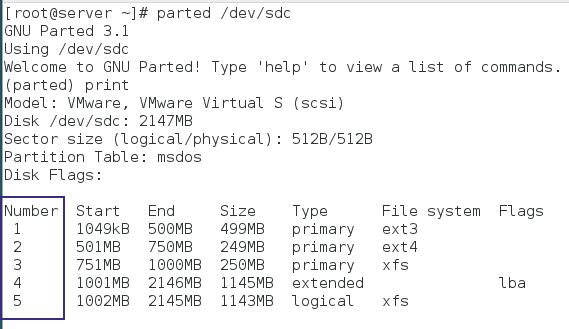 [root@server ~]# parted /dev/sdc
GNU Parted 3.1
Using /dev/sdc
Welcome to GNU Parted! Type 'help' to view a list of commands.
(parted) print
Model: VMware, VMware Virtual S (scsi)
Disk /dev/sdc: 2147MB
Sector size (logical/physical): 512B/512B
Partition Table: msdos
Disk Flags:
Number  Start   End     Size    Type      File system  Flags
 1      1049kB  500MB   499MB   primary   ext3
 2      501MB   750MB   249MB   primary   ext4
 3      751MB   1000MB  250MB   primary   xfs
 4      1001MB  2146MB  1145MB  extended               lba
 5      1002MB  2145MB  1143MB  logical   xfs